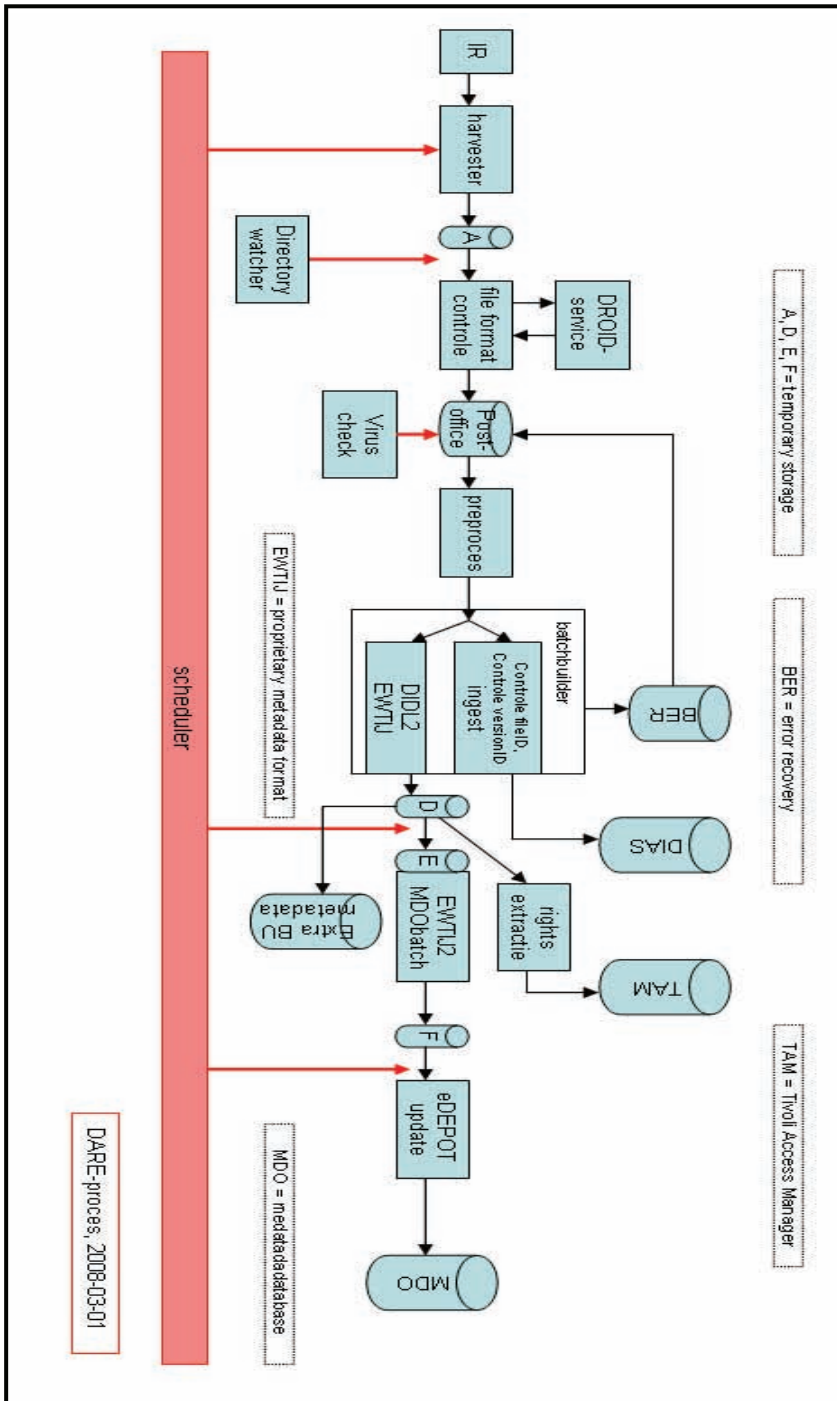 A, D, E, F= temporary storage
BER = error recovery
TAM = Tivoli Access Manager
DROID-
service
BER
DIAS
TAM
IR
harvester
A
file format
controle
Post-
office
preproces
batchbuilder
Controle fileID,
Controle versionID
ingest
DIDL2
EWTIJ
D
E
EWTIJ2
MDObatch
rights
extractie
F
eDEPOT
update
MDO
Directory
watcher
Virus
check
Extra BU
metadata
EWTIJ = proprietary metadata format
MDO = medatadadatabase
scheduler
DARE-proces, 2008-03-01